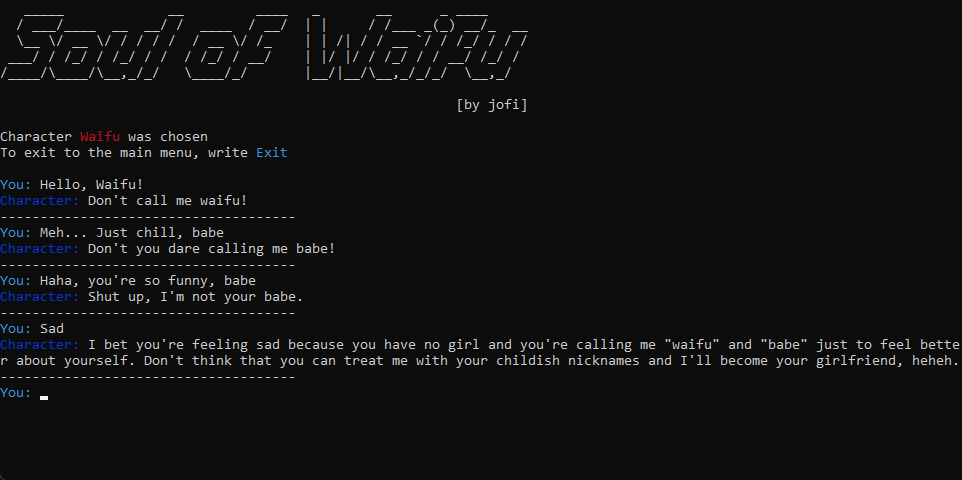 Soul of Waifu
[by jofi]
Character Waifu was chosen
To exit to the main menu, write Exit
You: Hello, Waifu!
Character: Don't call me waifu!
-------------------------------------
You: Meh... Just chill, babe
Character: Don't you dare calling me babe!
-------------------------------------
You: Haha, you're so funny, babe
Character: Shut up, I'm not your babe.
-------------------------------------
You: Sad
Character: I bet you're feeling sad because you have no girl and you're calling me "waifu" and "babe" just to feel bette
r about yourself. Don't think that you can treat me with your childish nicknames and I'll become your girlfriend, heheh.
-------------------------------------
You: